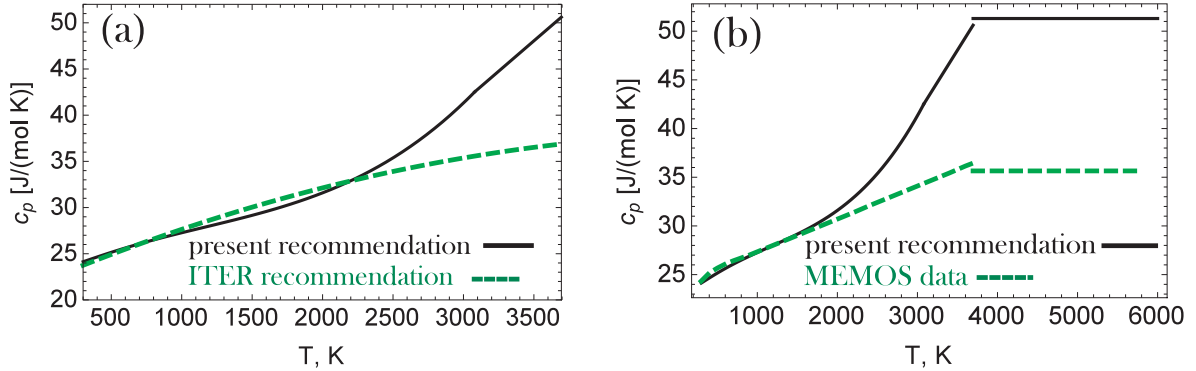 (a)
50
45
40
35
30
25
20
c_p [J/(mol K)]
present recommendation
ITER recommendation
500 1000 1500 2000 2500 3000 3500
T, K
(b)
50
45
40
35
30
25
c_p [J/(mol K)]
present recommendation
MEMOS data
1000 2000 3000 4000 5000 6000
T, K